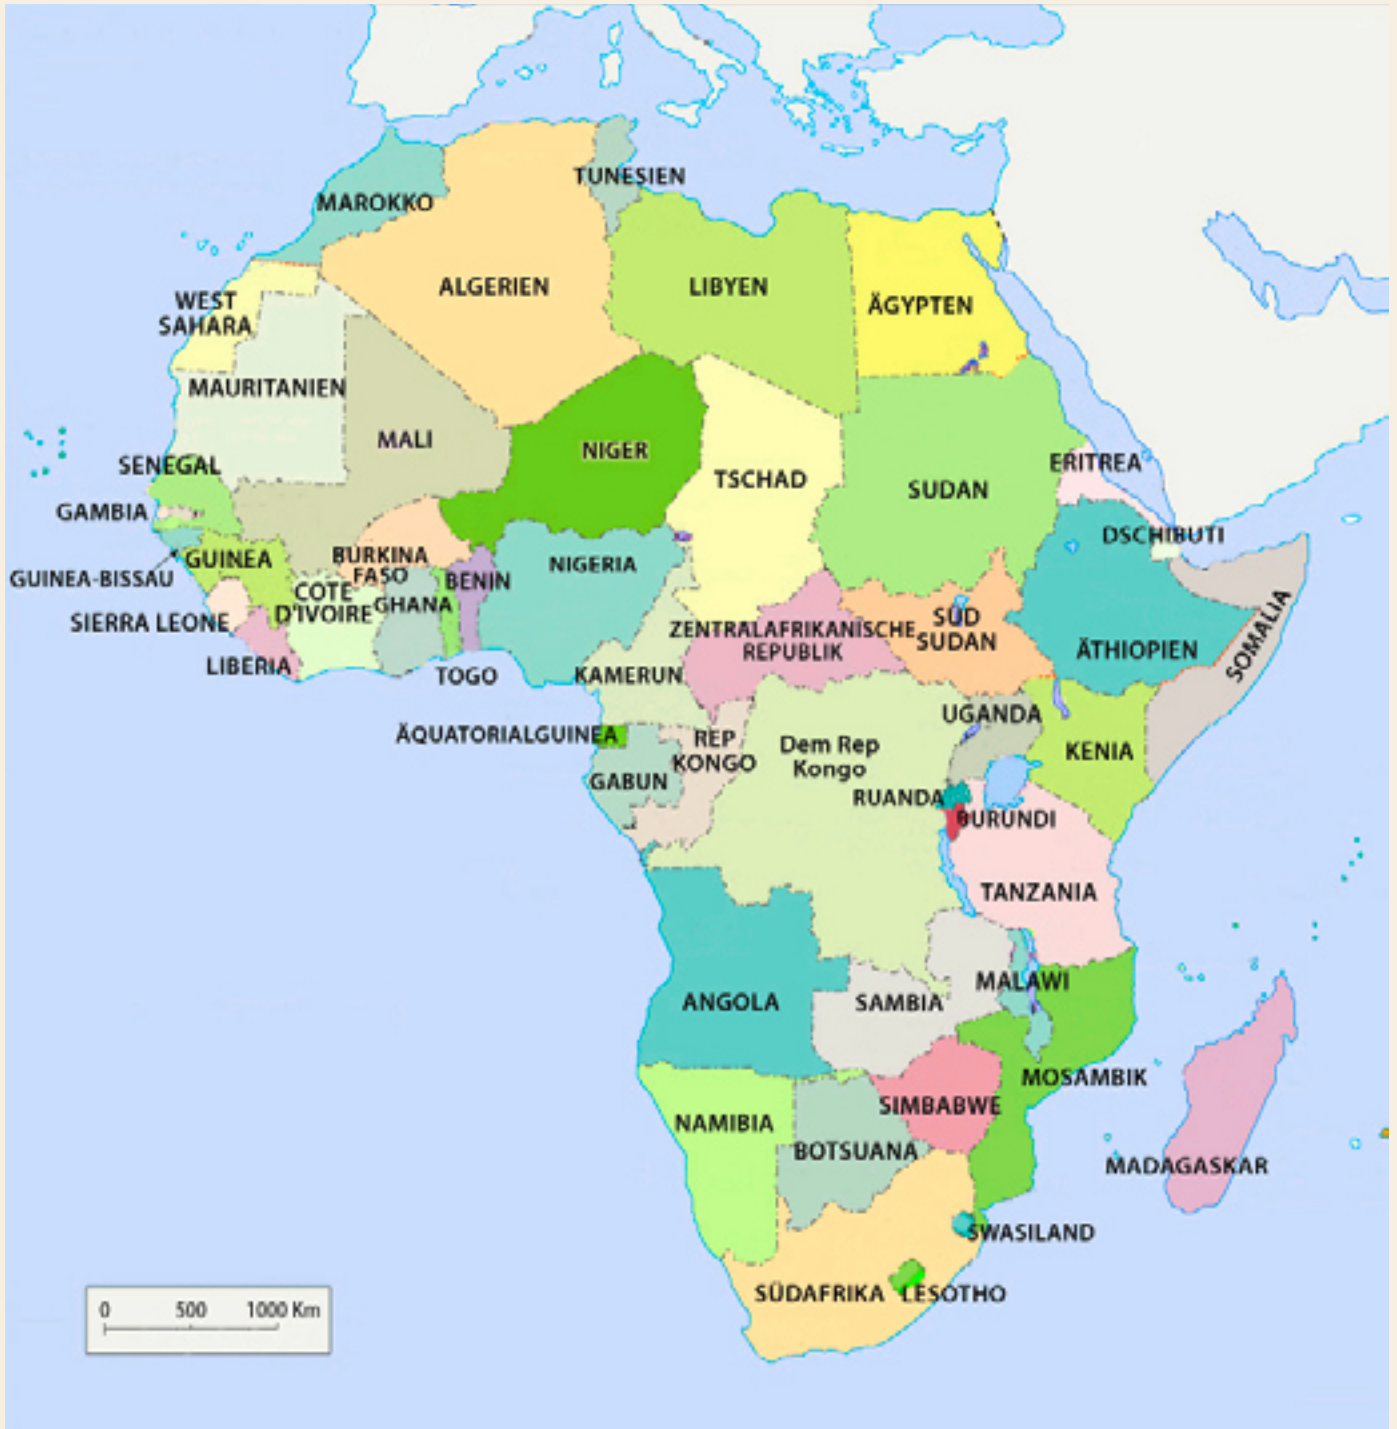 TUNESIEN
MAROKKO
ALGERIEN
LIBYEN
ÄGYPTEN
WEST
SAHARA
MAURITANIEN
MALI
NIGER
TSCHAD
SUDAN
ERITREA
SENEGAL
GAMBIA
DSCHIBUTI
GUINEA
BURKINA
FASO
BENIN
NIGERIA
GUINEA-BISSAU
COTE
D'IVOIRE
GHANA
SIERRA LEONE
ZENTRALAFRIKANISCHE
REPUBLIK
SÜD
SUDAN
ÄTHIOPIEN
SOMALIA
LIBERIA
TOGO
KAMERUN
UGANDA
ÄQUATORIALGUINEA
REP
KONGO
Dem Rep
Kongo
KENIA
GABUN
RUANDA
BURUNDI
TANZANIA
ANGOLA
SAMBIA
MALAWI
MOSAMBIK
SIMBABWE
NAMIBIA
BOTSUANA
MADAGASKAR
SWASILAND
SÜDAFRIKA
LESOTHO
0 500 1000 Km